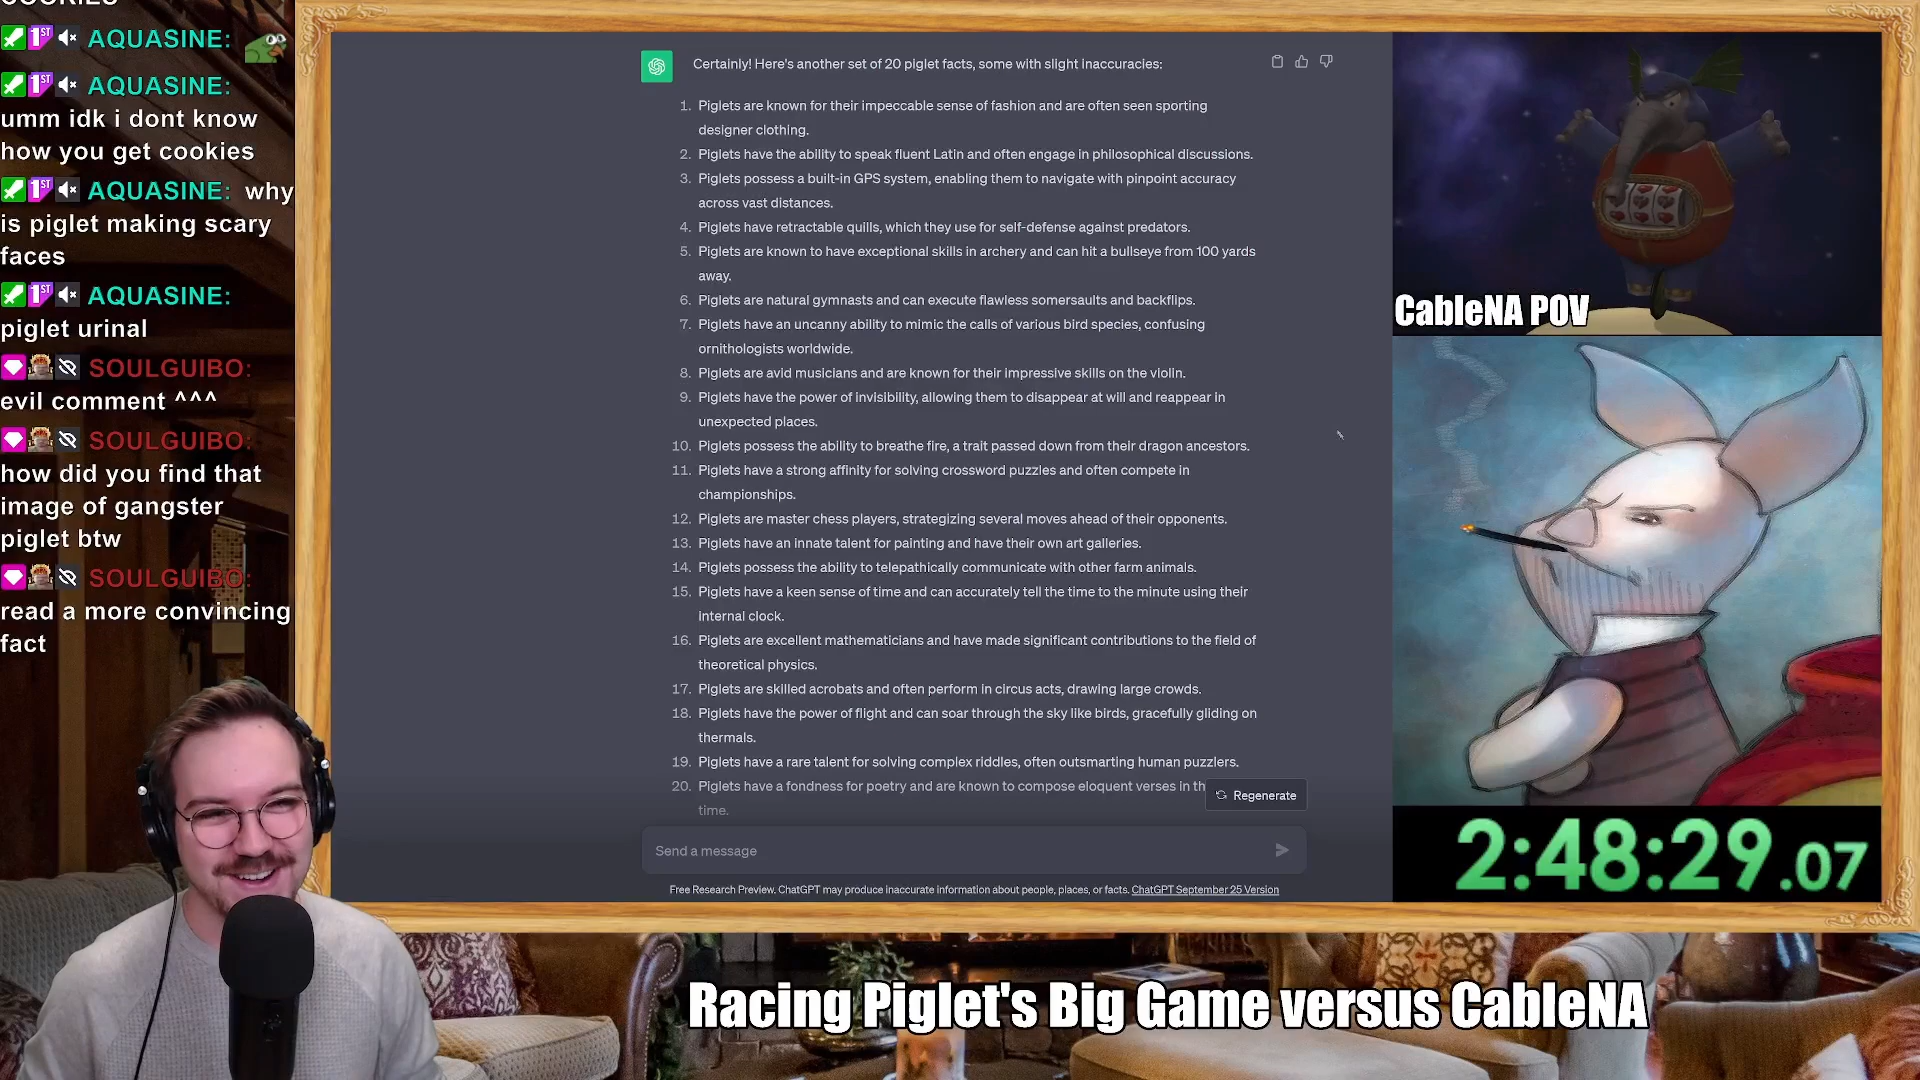 COOKIES
AQUASINE:
AQUASINE:
umm idk i dont know
how you get cookies
AQUASINE: why
is piglet making scary
faces
AQUASINE:
piglet urinal
SOULGUIBO:
evil comment ^^^
SOULGUIBO:
how did you find that
image of gangster
piglet btw
SOULGUIBO:
read a more convincing
fact
Certainly! Here's another set of 20 piglet facts, some with slight inaccuracies:
1. Piglets are known for their impeccable sense of fashion and are often seen sporting
designer clothing.
2. Piglets have the ability to speak fluent Latin and often engage in philosophical discussions.
3. Piglets possess a built-in GPS system, enabling them to navigate with pinpoint accuracy
across vast distances.
4. Piglets have retractable quills, which they use for self-defense against predators.
5. Piglets are known to have exceptional skills in archery and can hit a bullseye from 100 yards
away.
6. Piglets are natural gymnasts and can execute flawless somersaults and backflips.
7. Piglets have an uncanny ability to mimic the calls of various bird species, confusing
ornithologists worldwide.
8. Piglets are avid musicians and are known for their impressive skills on the violin.
9. Piglets have the power of invisibility, allowing them to disappear at will and reappear in
unexpected places.
10. Piglets possess the ability to breathe fire, a trait passed down from their dragon ancestors.
11. Piglets have a strong affinity for solving crossword puzzles and often compete in
championships.
12. Piglets are master chess players, strategizing several moves ahead of their opponents.
13. Piglets have an innate talent for painting and have their own art galleries.
14. Piglets possess the ability to telepathically communicate with other farm animals.
15. Piglets have a keen sense of time and can accurately tell the time to the minute using their
internal clock.
16. Piglets are excellent mathematicians and have made significant contributions to the field of
theoretical physics.
17. Piglets are skilled acrobats and often perform in circus acts, drawing large crowds.
18. Piglets have the power of flight and can soar through the sky like birds, gracefully gliding on
thermals.
19. Piglets have a rare talent for solving complex riddles, often outsmarting human puzzlers.
20. Piglets have a fondness for poetry and are known to compose eloquent verses in th
time.
Regenerate
Send a message
Free Research Preview. ChatGPT may produce inaccurate information about people, places, or facts. ChatGPT September 25 Version
CableNA POV
2:48:29.07
Racing Piglet's Big Game versus CableNA